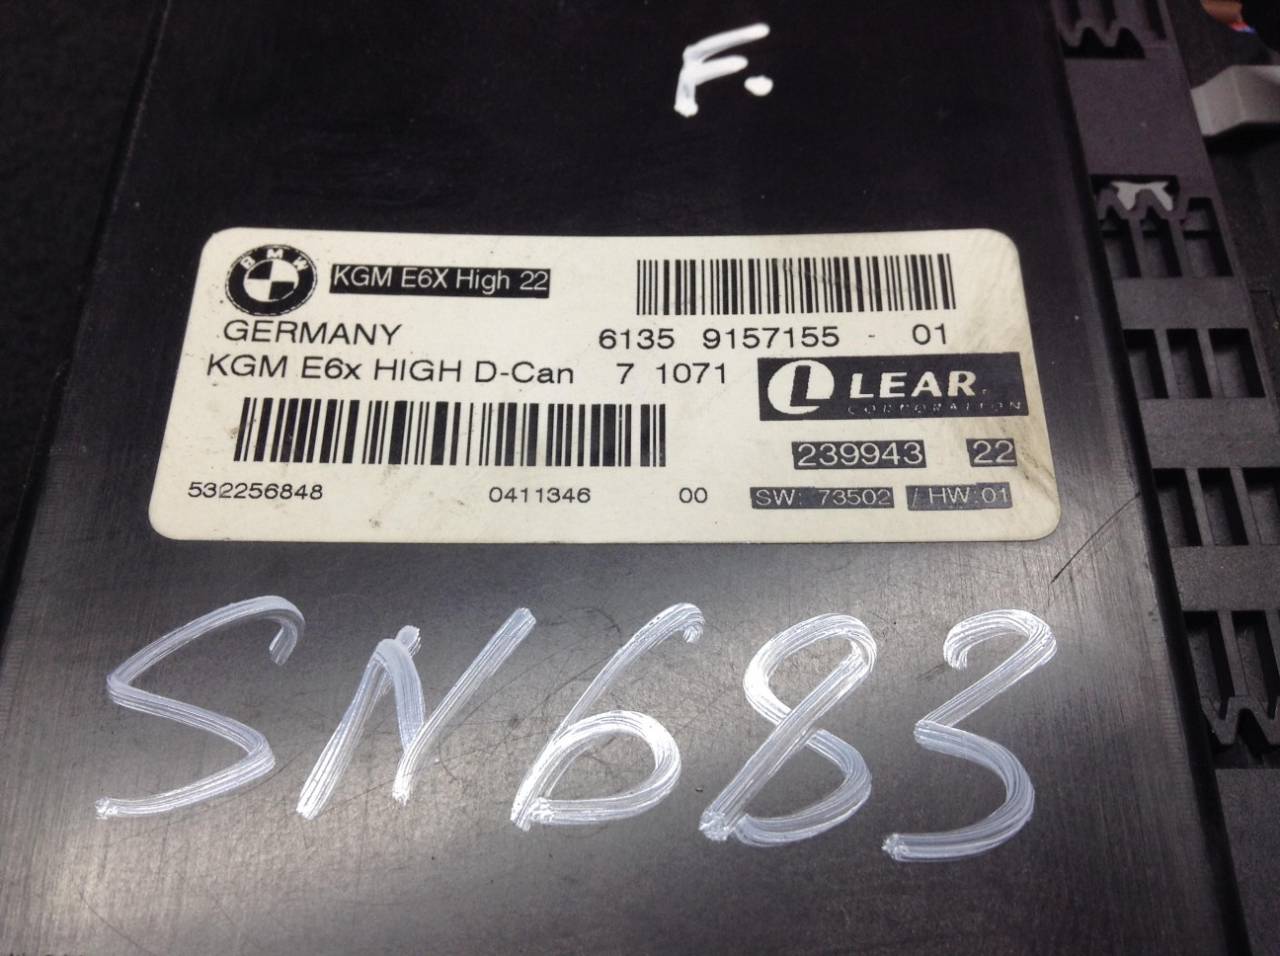 F.
BMW
KGM E6X High 22
GERMANY
6135 9157155 - 01
KGM E6x HIGH D-Can 7 1071
LEAR.
CORPORATION
239943 22
532256848 0411346 00 SW: 73502 / HW:01
SN683